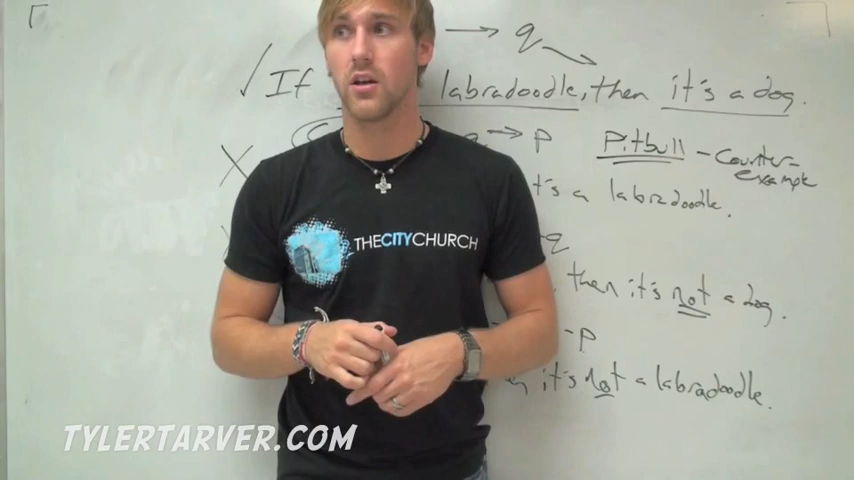 → q
✓ If labradoodle, then it's a dog.
X → p Pitbull - Counter-
example
it's a labradoodle.
q
then it's not a dog.
THECITYCHURCH
p
it's not a labradoodle.
TYLERTARVER.COM